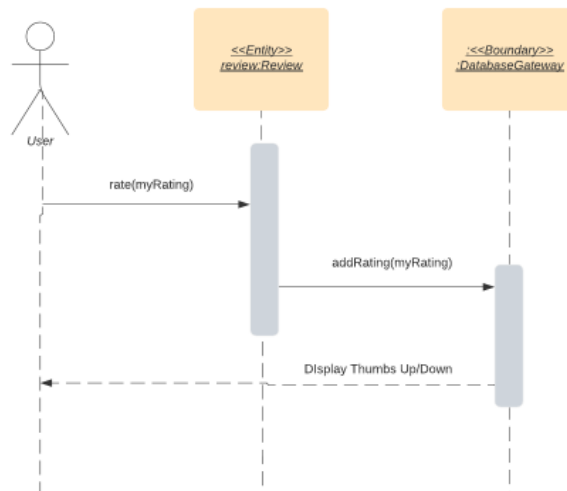 <<Entity>>
review:Review
:<<Boundary>>
:DatabaseGateway
User
rate(myRating)
addRating(myRating)
DIsplay Thumbs Up/Down